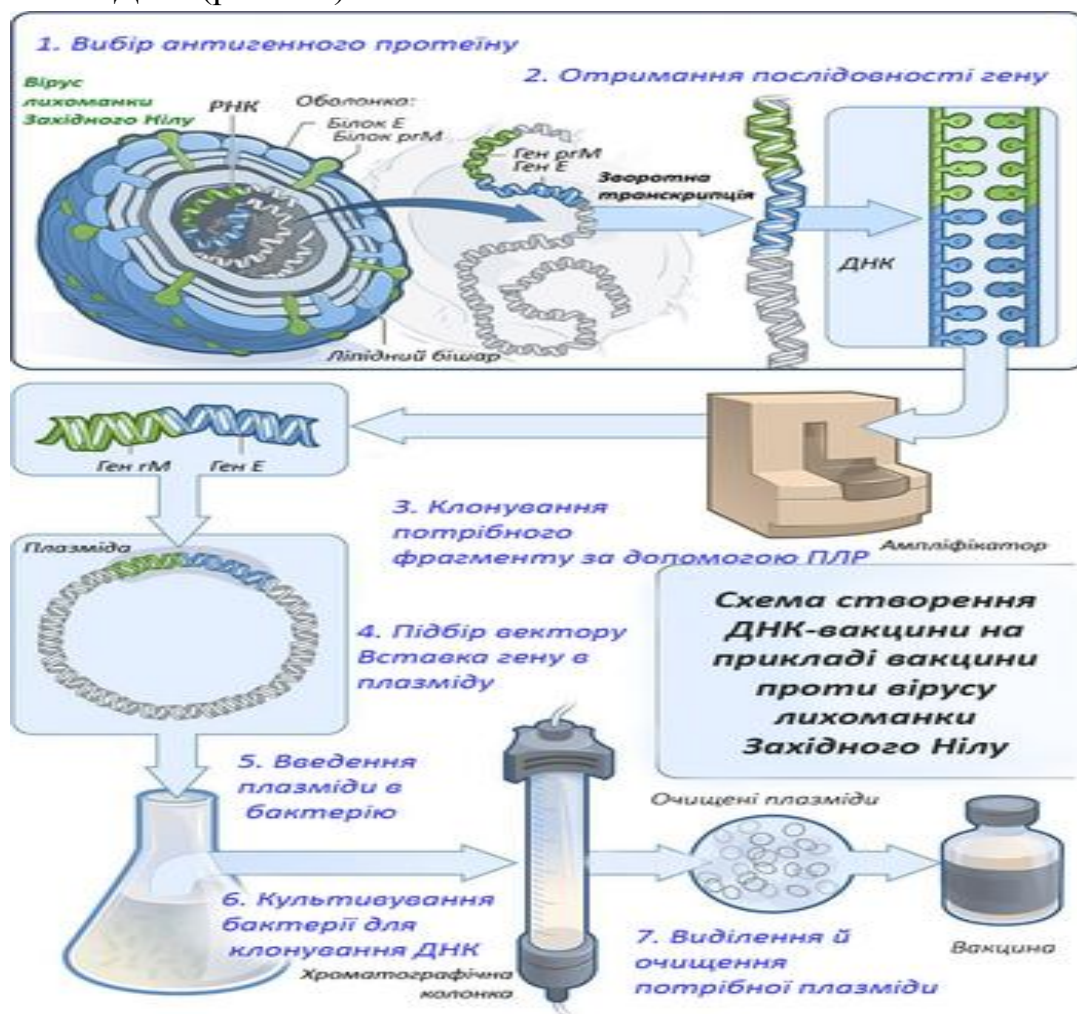 1. Вибір антигенного протеїну
2. Отримання послідовності гену
Вірус
лихоманки
Західного Нілу
РНК
Оболонка:
Білок Е
Білок prM
Ген prM
Ген Е
Зворотна
транскрипція
ДНК
Ліпідний бішар
Ген rM
Ген Е
3. Клонування
потрібного
фрагменту за допомогою ПЛР
Ампліфікатор
Плазміда
4. Підбір вектору
Вставка гену в
плазміду
Схема створення
ДНК-вакцини на
прикладі вакцини
проти вірусу
лихоманки
Західного Нілу
5. Введення
плазміди в
бактерію
Очищені плазміди
6. Культивування
бактерії для
клонування ДНК
Хроматографічна
колонка
7. Виділення й
очищення
потрібної плазміди
Вакцина